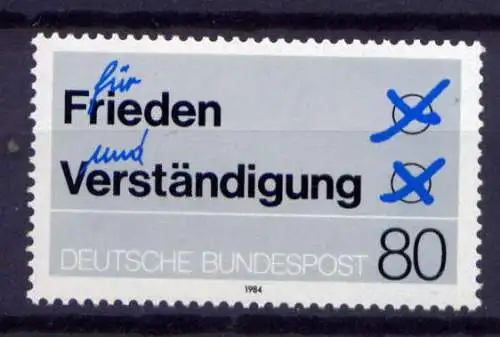 für
Frieden
und
Verständigung
DEUTSCHE BUNDESPOST 80
1984